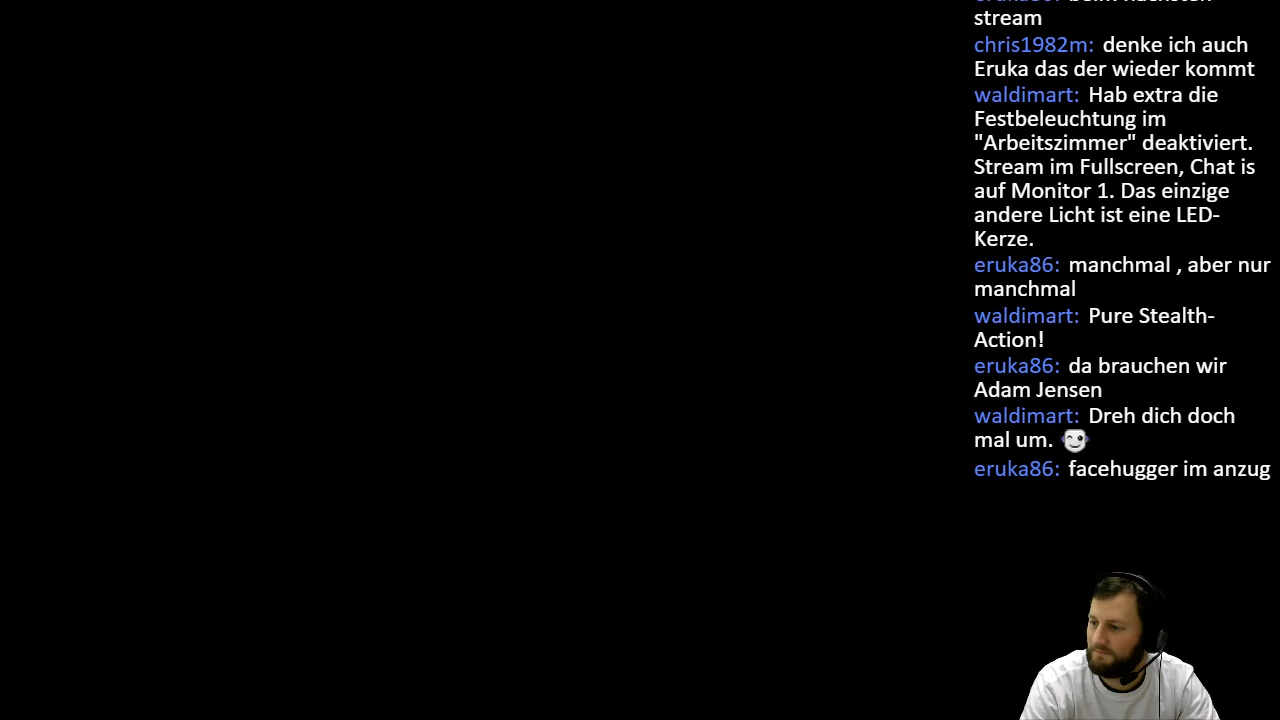 stream
chris1982m: denke ich auch
Eruka das der wieder kommt
waldimart: Hab extra die
Festbeleuchtung im
"Arbeitszimmer" deaktiviert.
Stream im Fullscreen, Chat is
auf Monitor 1. Das einzige
andere Licht ist eine LED-
Kerze.
eruka86: manchmal , aber nur
manchmal
waldimart: Pure Stealth-
Action!
eruka86: da brauchen wir
Adam Jensen
waldimart: Dreh dich doch
mal um.
eruka86: facehugger im anzug